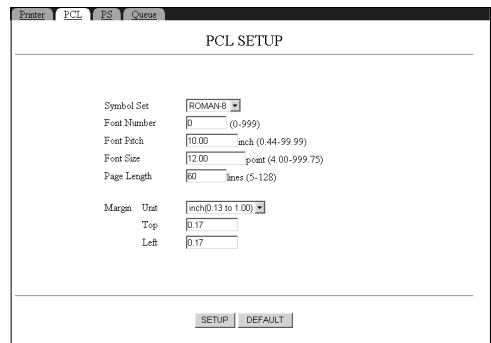 Printer PCL PS Queue
PCL SETUP
Symbol Set ROMAN-8
Font Number 0 (0-999)
Font Pitch 10.00 inch (0.44-99.99)
Font Size 12.00 point (4.00-999.75)
Page Length 60 lines (5-128)
Margin Unit inch(0.13 to 1.00)
Top 0.17
Left 0.17
SETUP DEFAULT